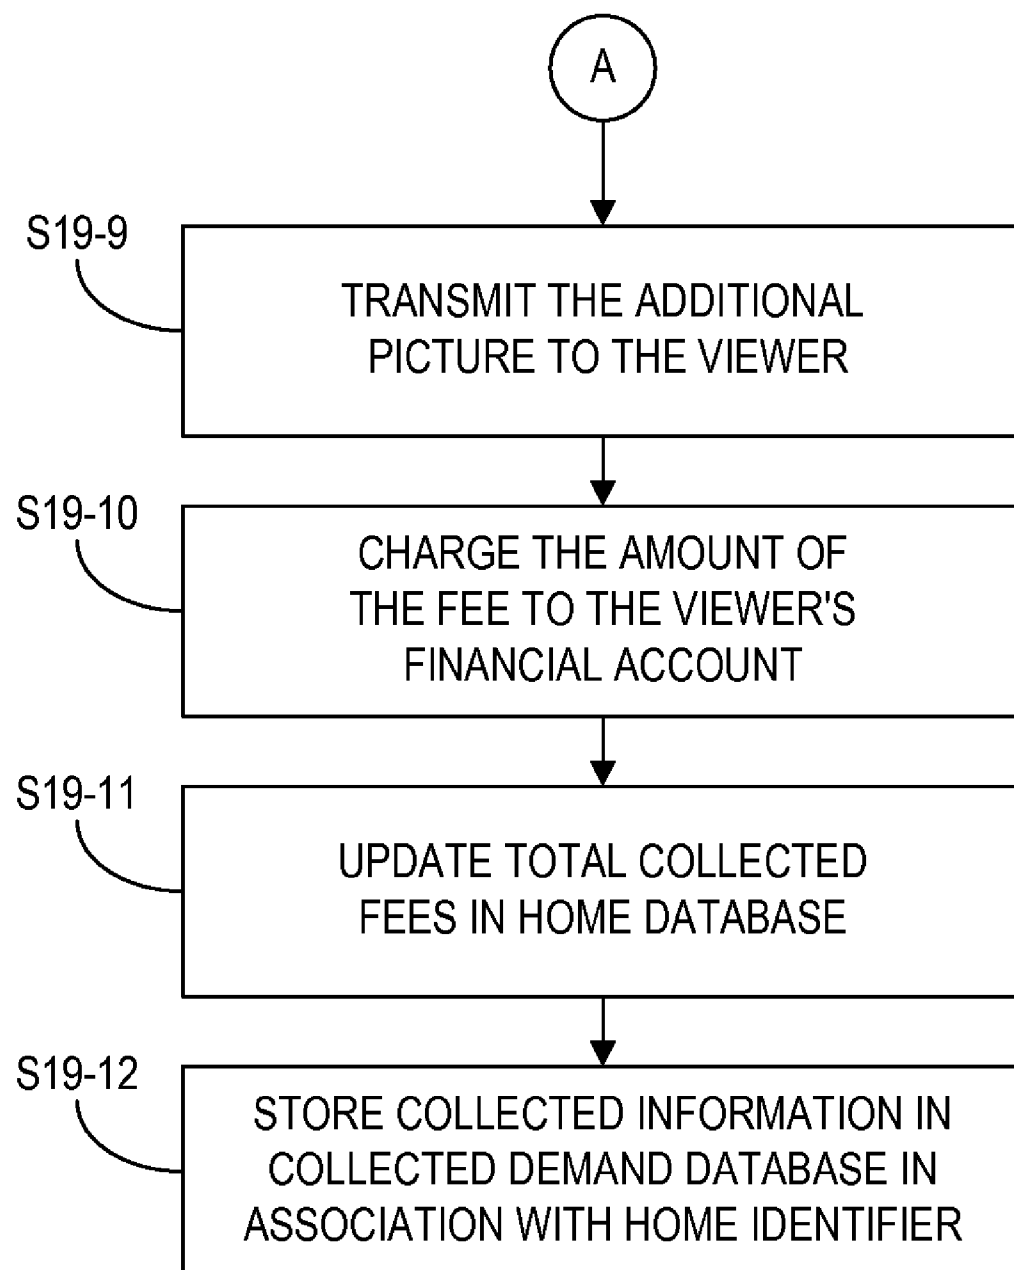 A
S19-9
TRANSMIT THE ADDITIONAL
PICTURE TO THE VIEWER
S19-10
CHARGE THE AMOUNT OF
THE FEE TO THE VIEWER'S
FINANCIAL ACCOUNT
S19-11
UPDATE TOTAL COLLECTED
FEES IN HOME DATABASE
S19-12
STORE COLLECTED INFORMATION IN
COLLECTED DEMAND DATABASE IN
ASSOCIATION WITH HOME IDENTIFIER